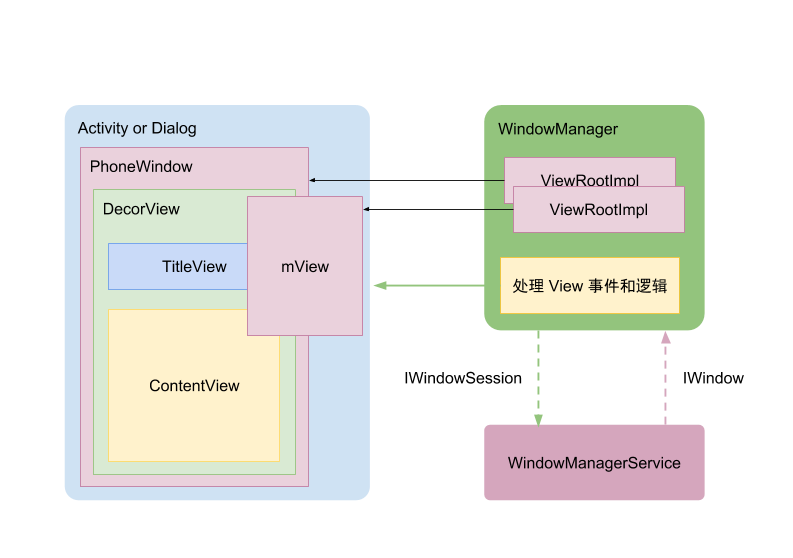 Activity or Dialog
PhoneWindow
DecorView
TitleView
mView
ContentView
WindowManager
ViewRootImpl
ViewRootImpl
处理 View 事件和逻辑
IWindowSession
IWindow
WindowManagerService